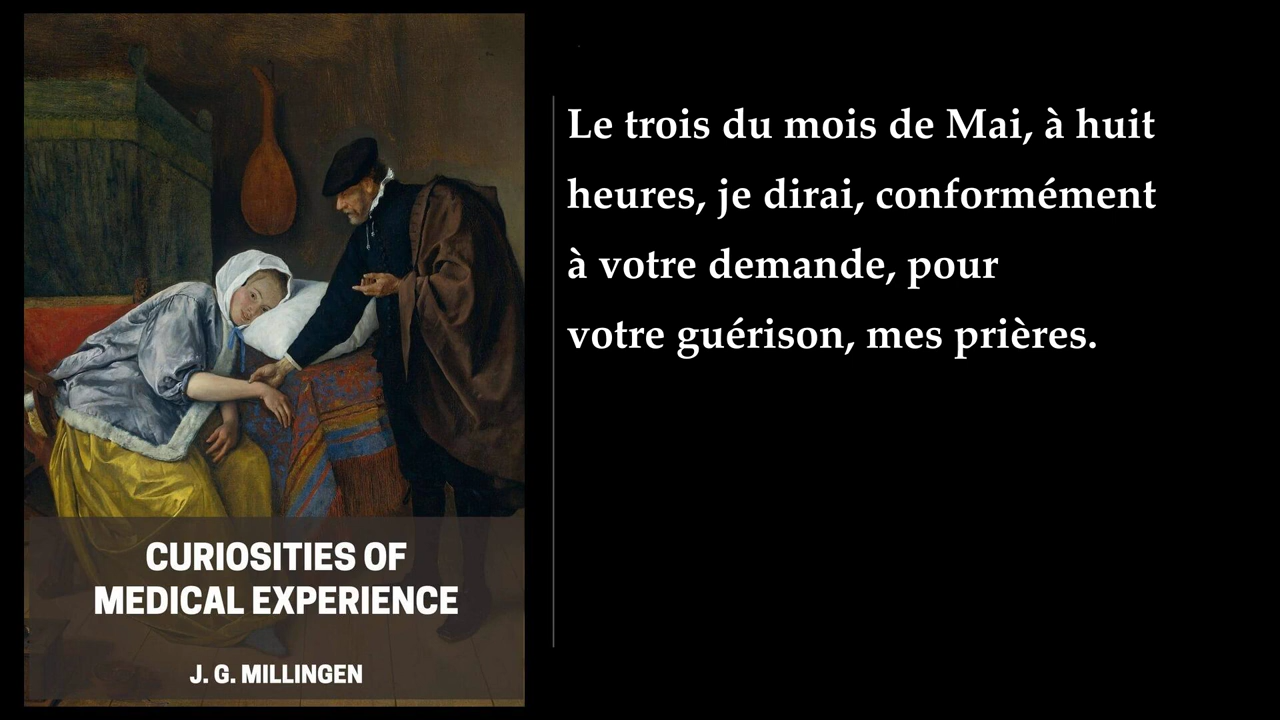 Le trois du mois de Mai, à huit
heures, je dirai, conformément
à votre demande, pour
votre guérison, mes prières.
CURIOSITIES OF
MEDICAL EXPERIENCE
J. G. MILLINGEN